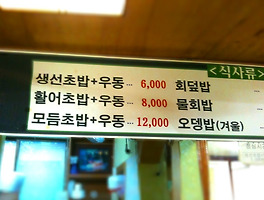 <식사류>
생선초밥+우동… 6,000 회덮밥
활어초밥+우동… 8,000 물회밥
모듬초밥+우동… 12,000 오뎅밥(겨울)